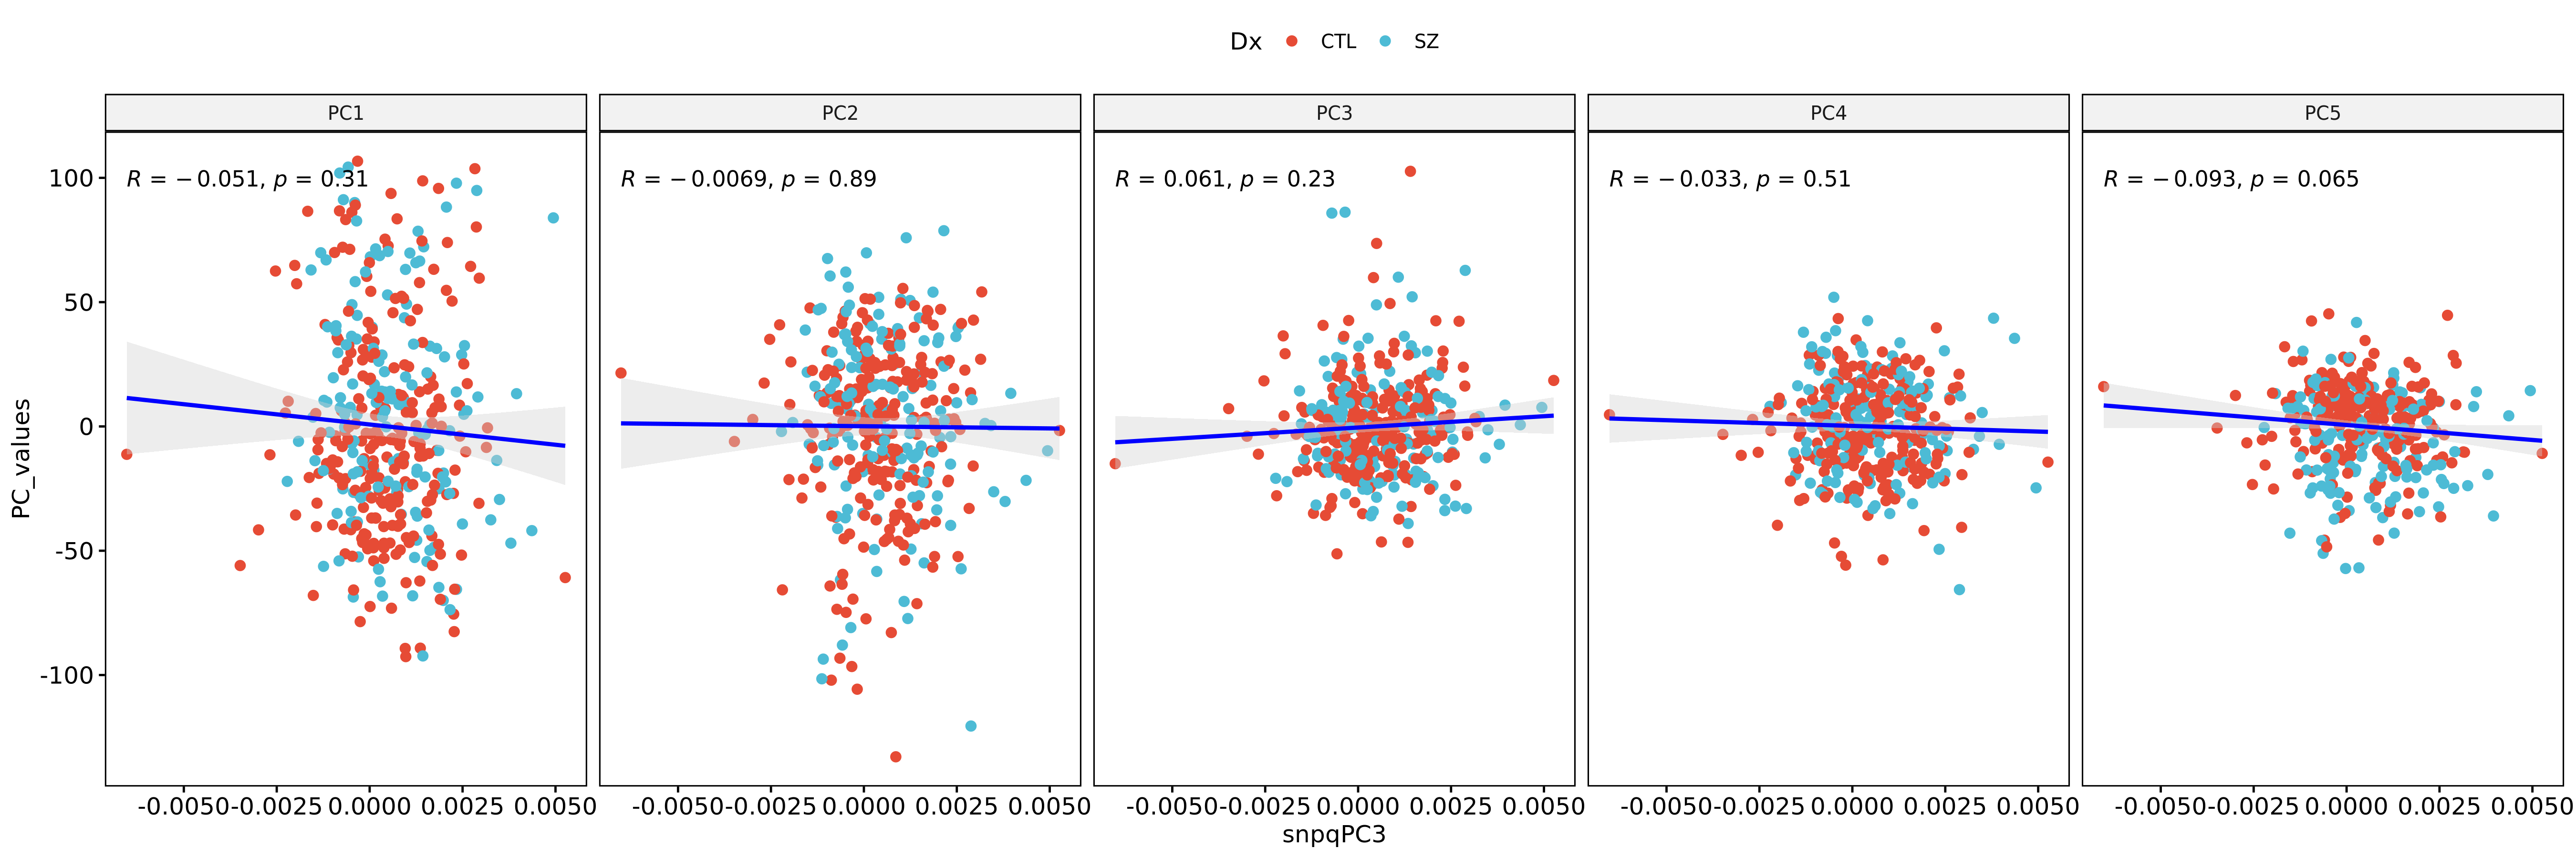 Dx CTL SZ
PC1 PC2 PC3 PC4 PC5
R = −0.051, p = 0.31 R = −0.0069, p = 0.89 R = 0.061, p = 0.23 R = −0.033, p = 0.51 R = −0.093, p = 0.065
100
50
0
-50
-100
PC_values
-0.0050 -0.0025 0.0000 0.0025 0.0050 -0.0050 -0.0025 0.0000 0.0025 0.0050 -0.0050 -0.0025 0.0000 0.0025 0.0050 -0.0050 -0.0025 0.0000 0.0025 0.0050 -0.0050 -0.0025 0.0000 0.0025 0.0050
snpqPC3